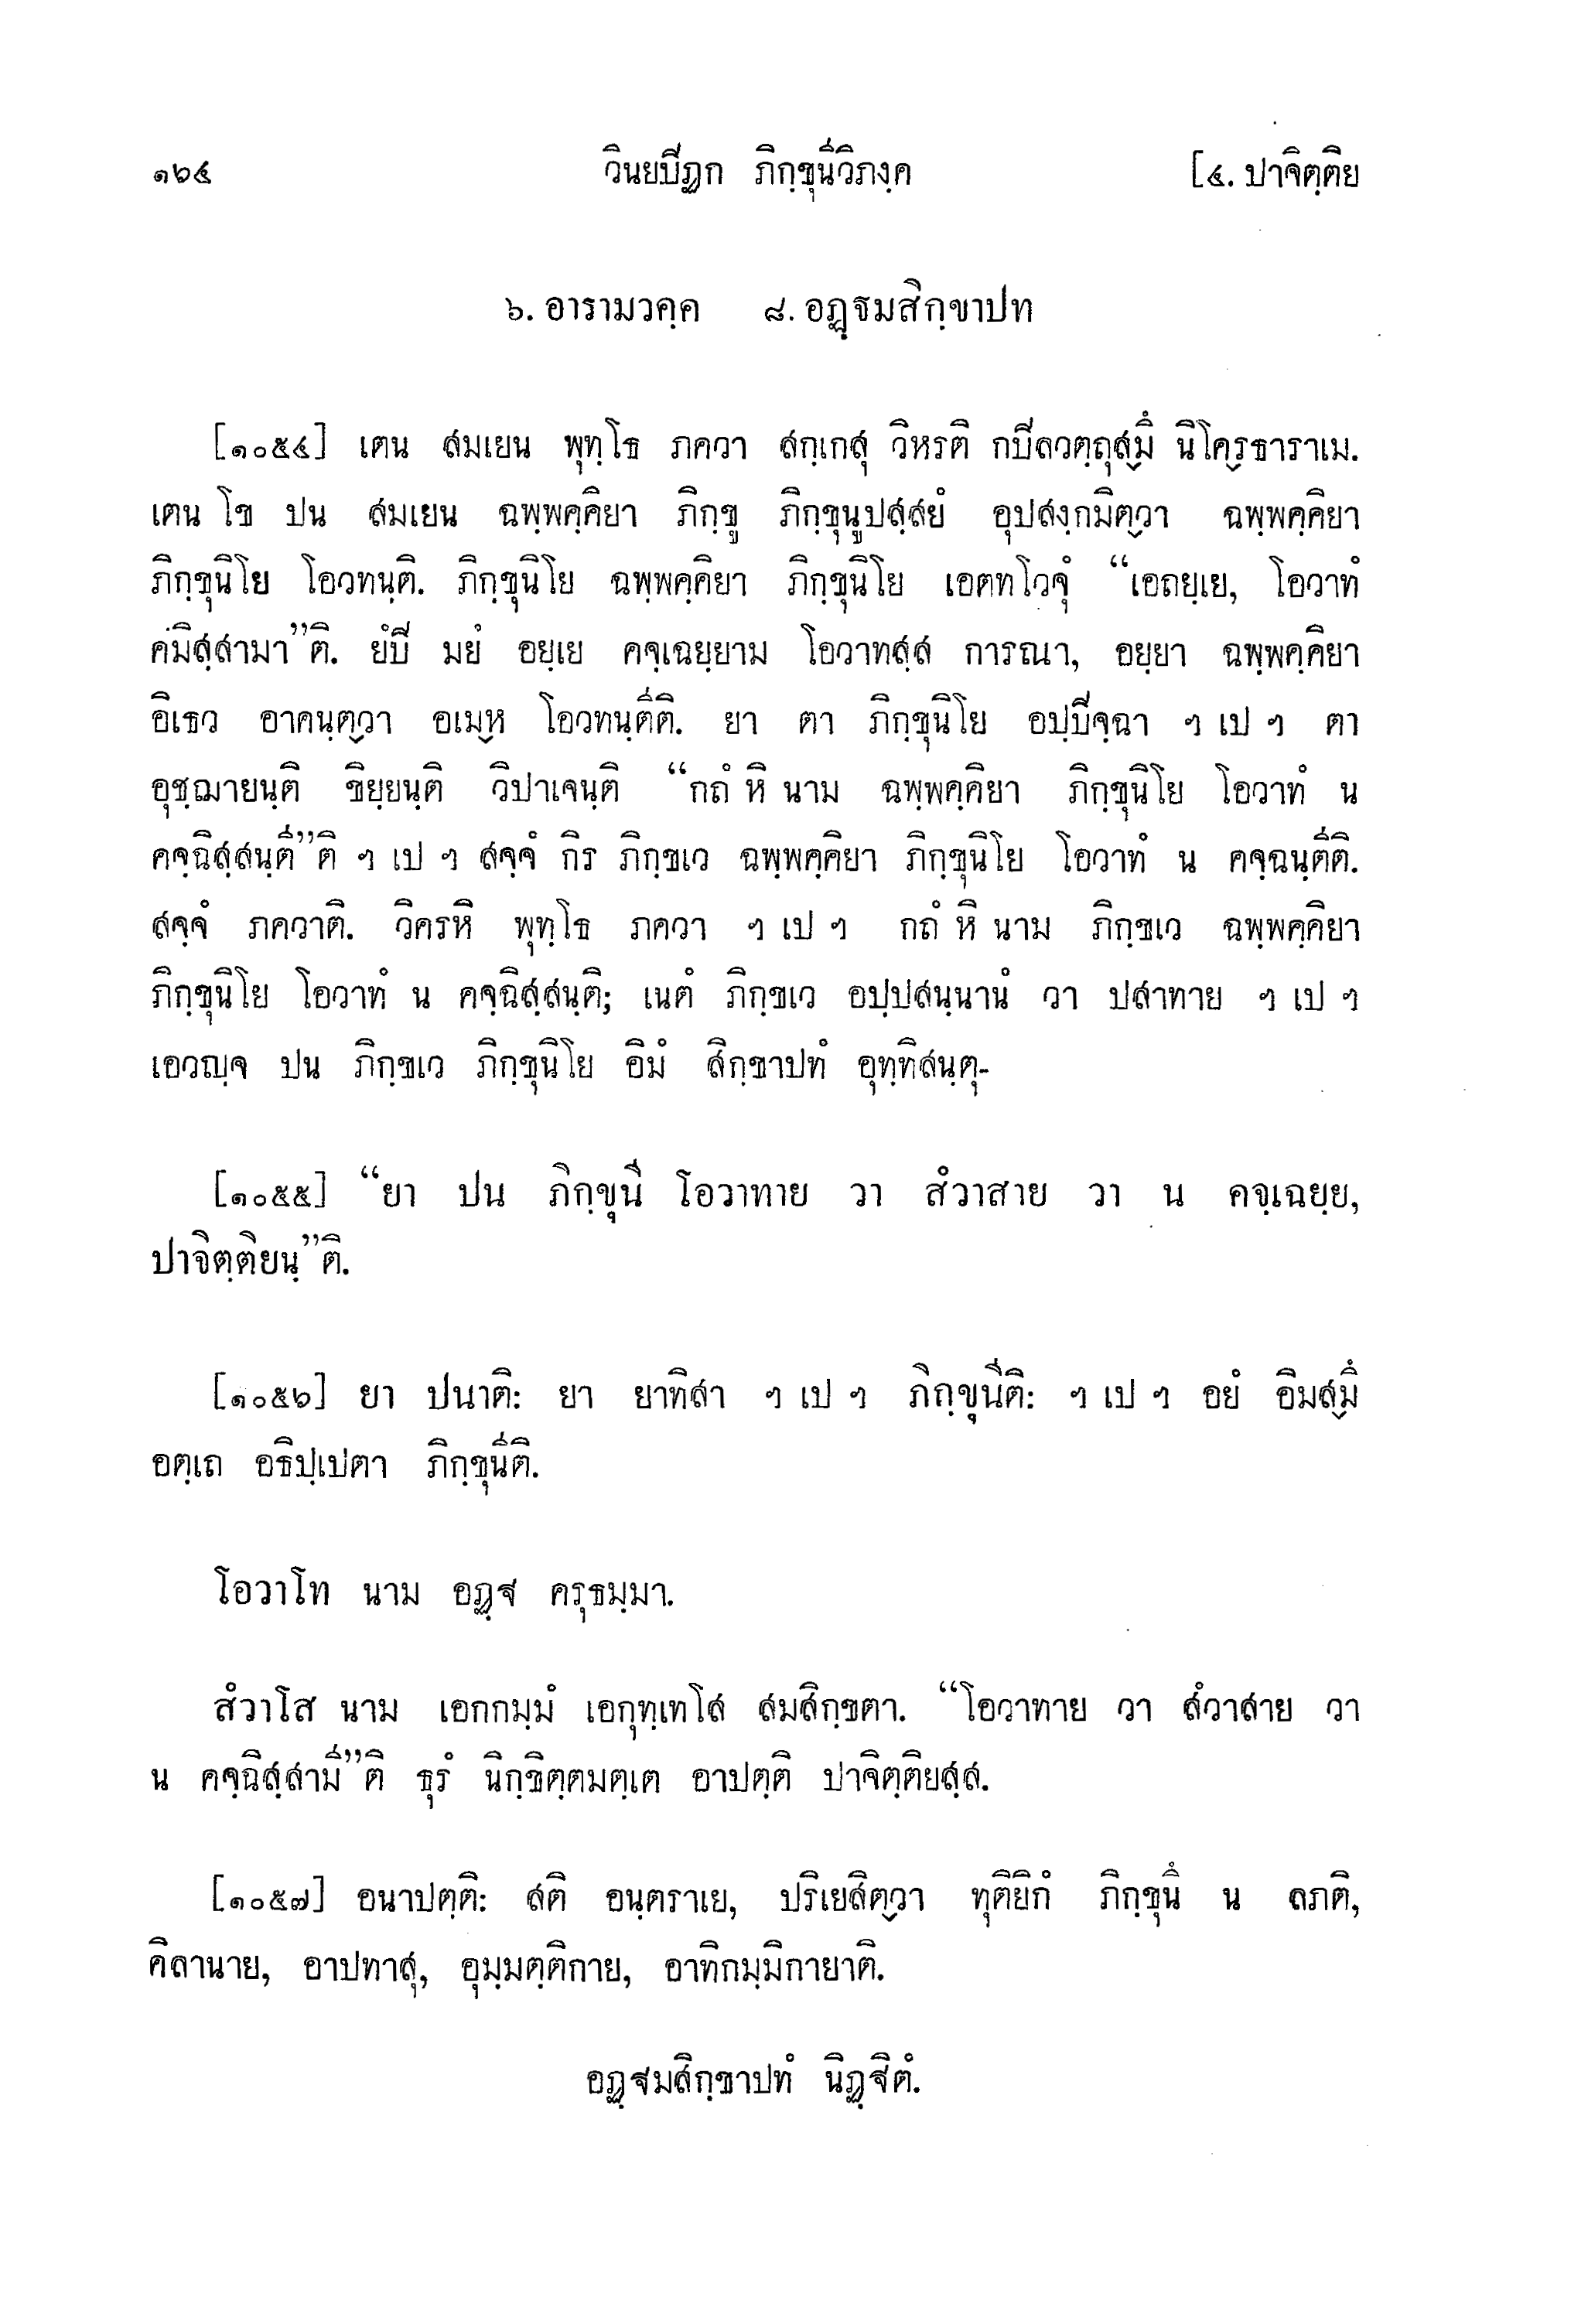 ๑๖๔ วินยปิฏก ภิกฺขุนีวิภงฺค [๔. ปาจิตฺติย
๖. อารามวคฺค ๘. อฏฺฐมสิกฺขาปท
[๑๐๕๔] เตน สมเยน พุทฺโธ ภควา สกฺเกสุ วิหรติ กปิลวตฺถุส๎มึ นิโค๎รธาราเม.
เตน โข ปน สมเยน ฉพฺพคฺคิยา ภิกฺขู ภิกฺขุนูปสฺสยํ อุปสงฺกมิต๎วา ฉพฺพคฺคิยา
ภิกฺขุนิโย โอวทนฺติ. ภิกฺขุนิโย ฉพฺพคฺคิยา ภิกฺขุนิโย เอตทโวจุํ “เอถยฺเย, โอวาทํ
คมิสฺสามา”ติ. ยํปิ มยํ อยฺเย คจฺเฉยฺยาม โอวาทสฺส การณา, อยฺยา ฉพฺพคฺคิยา
อิเธว อาคนฺต๎วา อเม๎ห โอวทนฺตีติ. ยา ตา ภิกฺขุนิโย อปฺปิจฺฉา ฯ เป ฯ ตา
อุชฺฌายนฺติ ขิยฺยนฺติ วิปาเจนฺติ “กถํ หิ นาม ฉพฺพคฺคิยา ภิกฺขุนิโย โอวาทํ น
คจฺฉิสฺสนฺตี”ติ ฯ เป ฯ สจฺจํ กิร ภิกฺขเว ฉพฺพคฺคิยา ภิกฺขุนิโย โอวาทํ น คจฺฉนฺตีติ.
สจฺจํ ภควาติ. วิครหิ พุทฺโธ ภควา ฯ เป ฯ กถํ หิ นาม ภิกฺขเว ฉพฺพคฺคิยา
ภิกฺขุนิโย โอวาทํ น คจฺฉิสฺสนฺติ; เนตํ ภิกฺขเว อปฺปสนฺนานํ วา ปสาทาย ฯ เป ฯ
เอวญฺจ ปน ภิกฺขเว ภิกฺขุนิโย อิมํ สิกฺขาปทํ อุทฺทิสนฺตุ-
[๑๐๕๕] “ยา ปน ภิกฺขุนี โอวาทาย วา สํวาสาย วา น คจฺเฉยฺย,
ปาจิตฺติยนฺ”ติ.
[๑๐๕๖] ยา ปนาติ: ยา ยาทิสา ฯ เป ฯ ภิกฺขุนีติ: ฯ เป ฯ อยํ อิมส๎มึ
อตฺเถ อธิปฺเปตา ภิกฺขุนีติ.
โอวาโท นาม อฏฺฐ ครุธมฺมา.
สํวาโส นาม เอกกมฺมํ เอกุทฺเทโส สมสิกฺขตา. “โอวาทาย วา สํวาสาย วา
น คจฺฉิสฺสามี”ติ ธุรํ นิกฺขิตฺตมตฺเต อาปตฺติ ปาจิตฺติยสฺส.
[๑๐๕๗] อนาปตฺติ: สติ อนฺตราเย, ปริเยสิต๎วา ทุติยิกํ ภิกฺขุนึ น ลภติ,
คิลานาย, อาปทาสุ, อุมฺมตฺติกาย, อาทิกมฺมิกายาติ.
อฏฺฐมสิกฺขาปทํ นิฏฺฐิตํ.